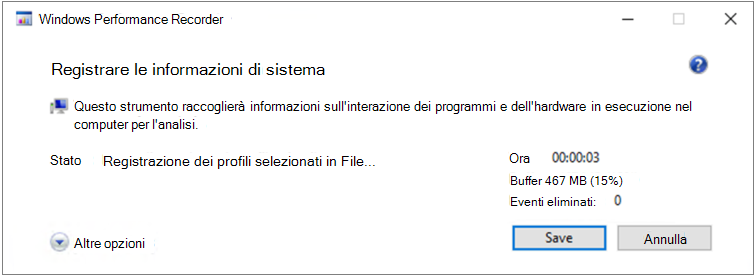 Windows Performance Recorder
Registrare le informazioni di sistema
Questo strumento raccoglierà informazioni sull'interazione dei programmi e dell'hardware in esecuzione nel
computer per l'analisi.
Stato Registrazione dei profili selezionati in File...
Ora 00:00:03
Buffer 467 MB (15%)
Eventi eliminati: 0
Altre opzioni
Save Annulla